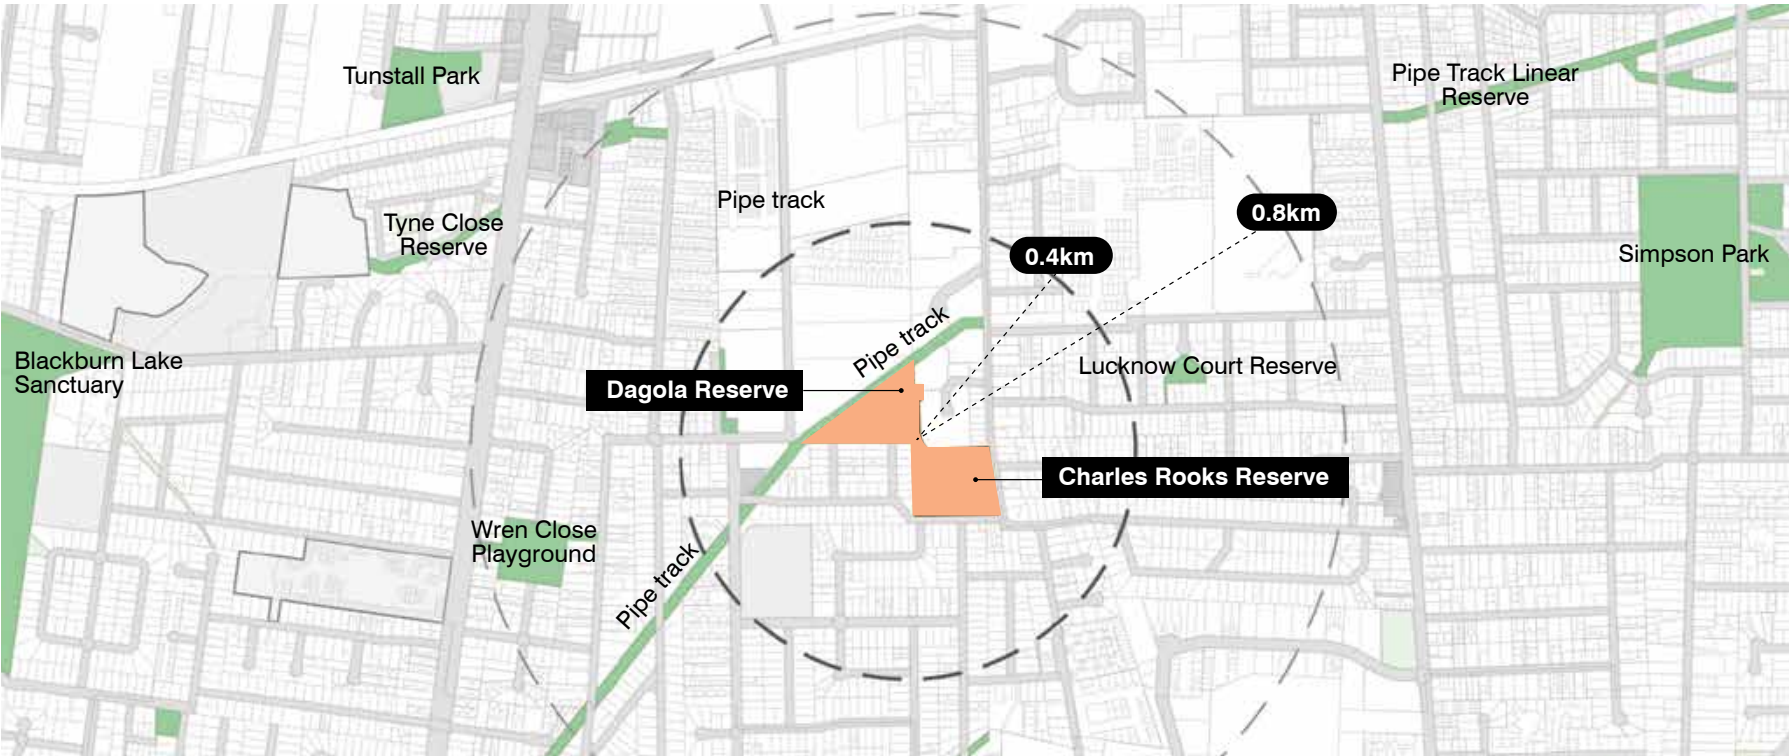 Tunstall Park
Pipe Track Linear
Reserve
Pipe track
0.8km
Tyne Close
Reserve
0.4km
Simpson Park
Pipe track
Blackburn Lake
Sanctuary
Lucknow Court Reserve
Dagola Reserve
Charles Rooks Reserve
Wren Close
Playground
Pipe track